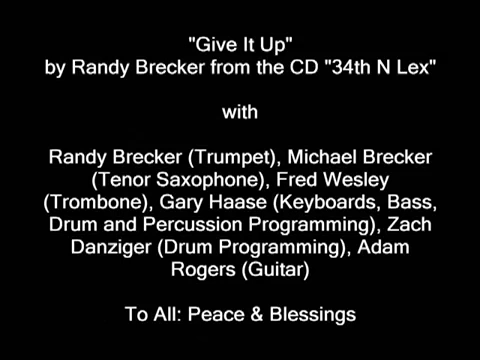 "Give It Up"
by Randy Brecker from the CD "34th N Lex"
with
Randy Brecker (Trumpet), Michael Brecker
(Tenor Saxophone), Fred Wesley
(Trombone), Gary Haase (Keyboards, Bass,
Drum and Percussion Programming), Zach
Danziger (Drum Programming), Adam
Rogers (Guitar)
To All: Peace & Blessings